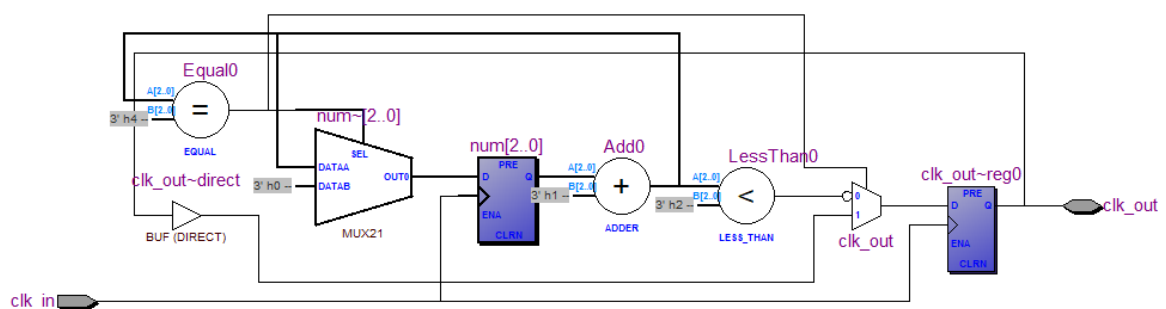 Equal0
A[2..0]
B[2..0]
3' h4 --
=
EQUAL
clk_out~direct
BUF (DIRECT)
num~[2..0]
SEL
DATAA
DATAB
3' h0 --
OUT0
MUX21
num[2..0]
PRE
D
Q
ENA
CLRN
Add0
A[2..0]
B[2..0]
3' h1 --
+
ADDER
LessThan0
A[2..0]
B[2..0]
3' h2 --
<
LESS_THAN
0
1
clk_out
clk_out~reg0
PRE
D
Q
ENA
CLRN
clk_out
clk_in